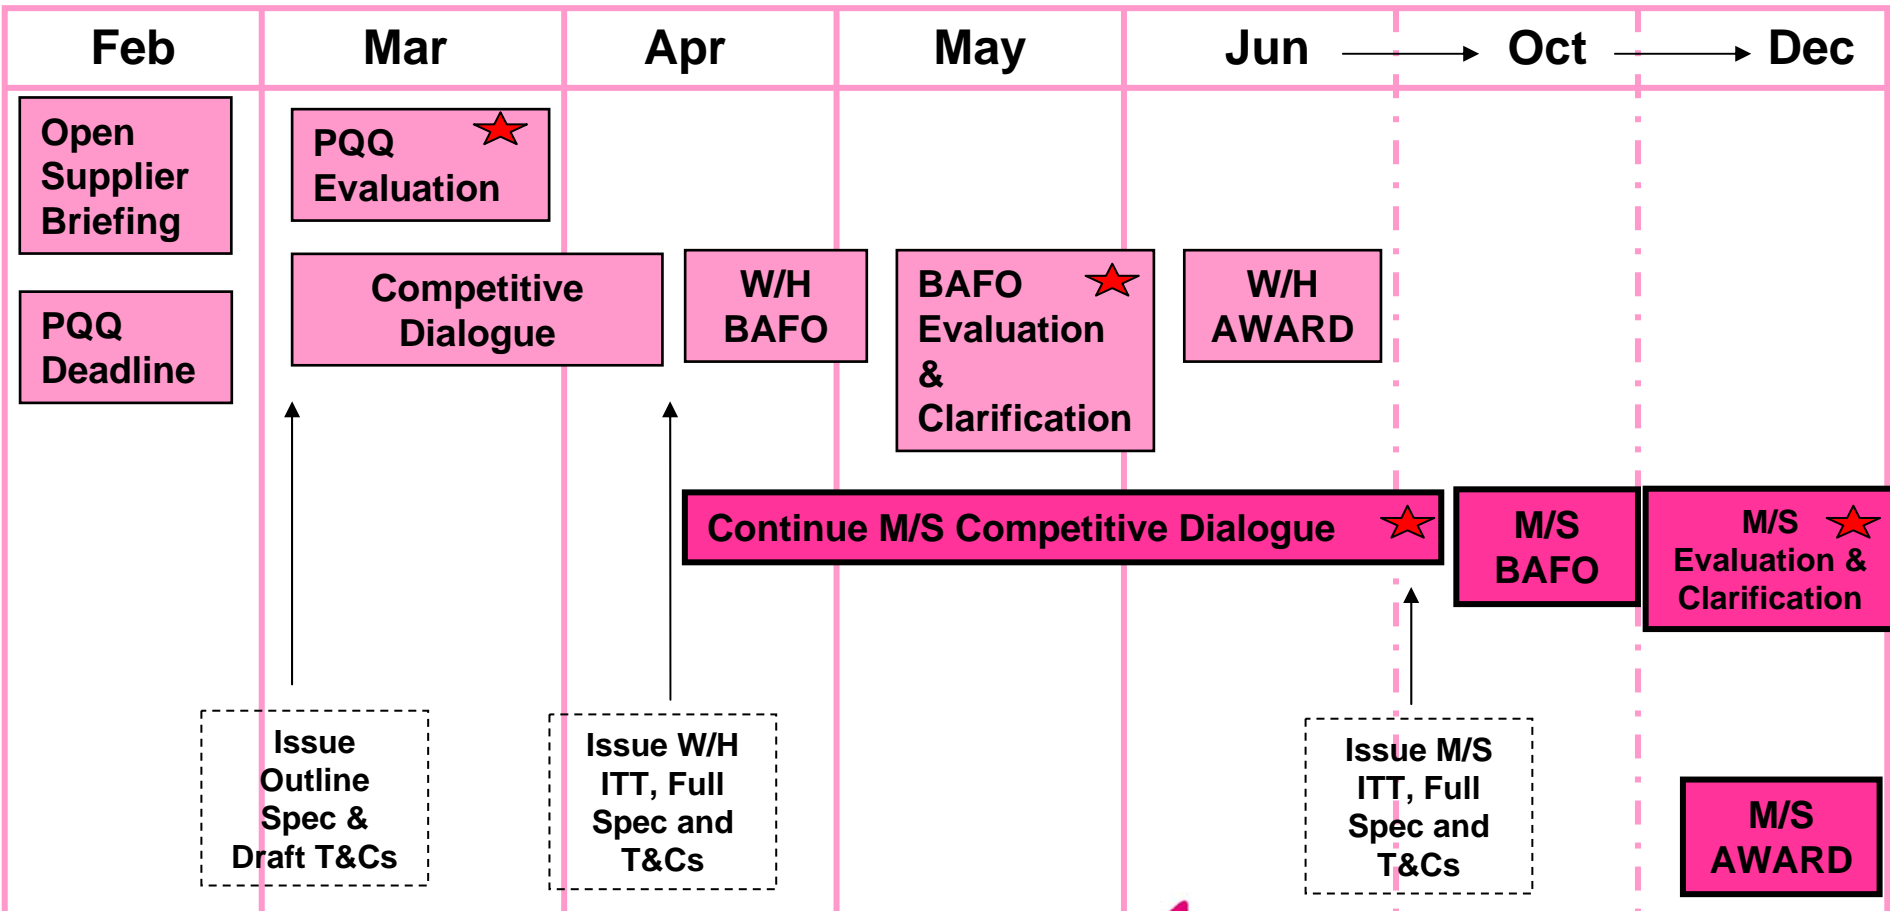 Feb Mar Apr May Jun Oct Dec
Open
Supplier
Briefing
PQQ
Evaluation
PQQ
Deadline
Competitive
Dialogue
W/H
BAFO
BAFO
Evaluation
&
Clarification
W/H
AWARD
Continue M/S Competitive Dialogue
M/S
BAFO
M/S
Evaluation &
Clarification
Issue
Outline
Spec &
Draft T&Cs
Issue W/H
ITT, Full
Spec and
T&Cs
Issue M/S
ITT, Full
Spec and
T&Cs
M/S
AWARD